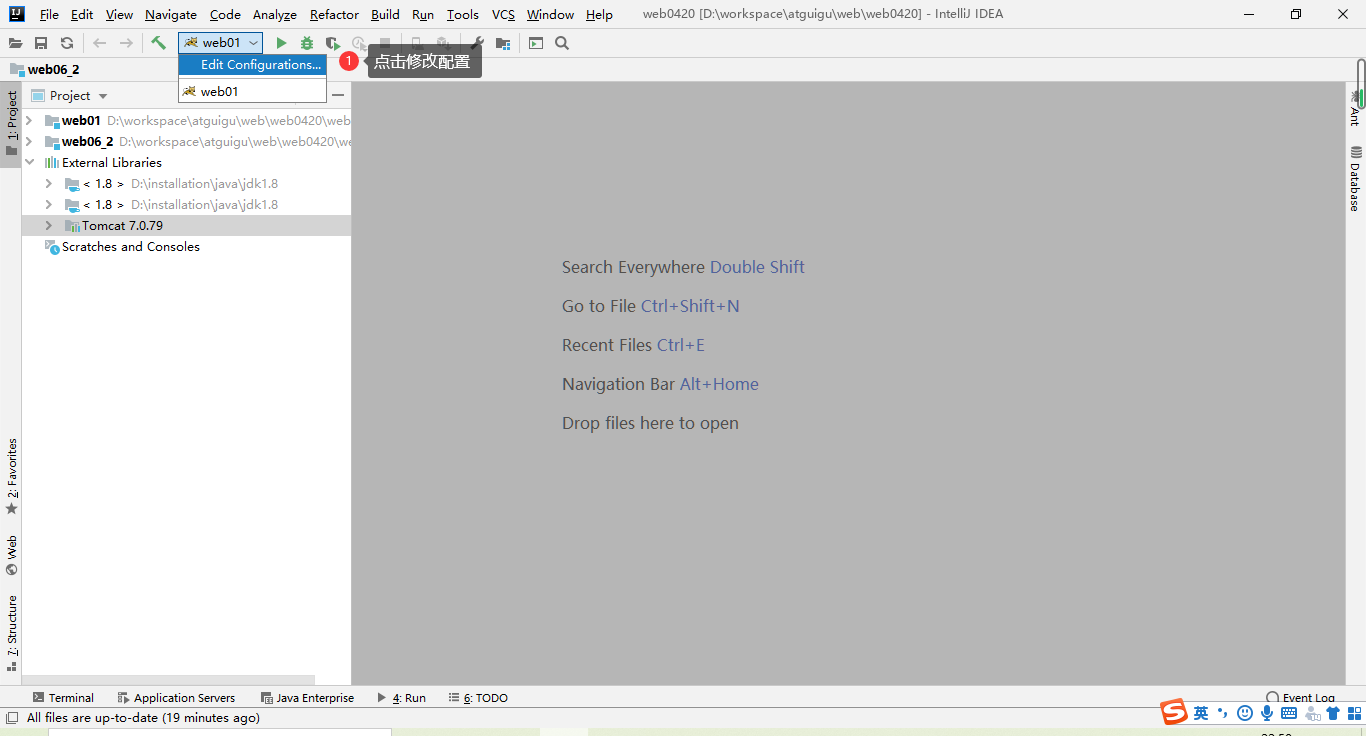 File Edit View Navigate Code Analyze Refactor Build Run Tools VCS Window Help web0420 [D:\workspace\atguigu\web\web0420] - IntelliJ IDEA
web01
Edit Configurations...
1 点击修改配置
web06_2
web01
1: Project
Project
web01 D:\workspace\atguigu\web\web0420\web
web06_2 D:\workspace\atguigu\web\web0420\we
External Libraries
< 1.8 > D:\installation\java\jdk1.8
< 1.8 > D:\installation\java\jdk1.8
Tomcat 7.0.79
Scratches and Consoles
Ant
Database
Search Everywhere Double Shift
Go to File Ctrl+Shift+N
Recent Files Ctrl+E
Navigation Bar Alt+Home
Drop files here to open
2: Favorites
Web
7: Structure
Terminal Application Servers Java Enterprise 4: Run 6: TODO Event Log
All files are up-to-date (19 minutes ago)
英